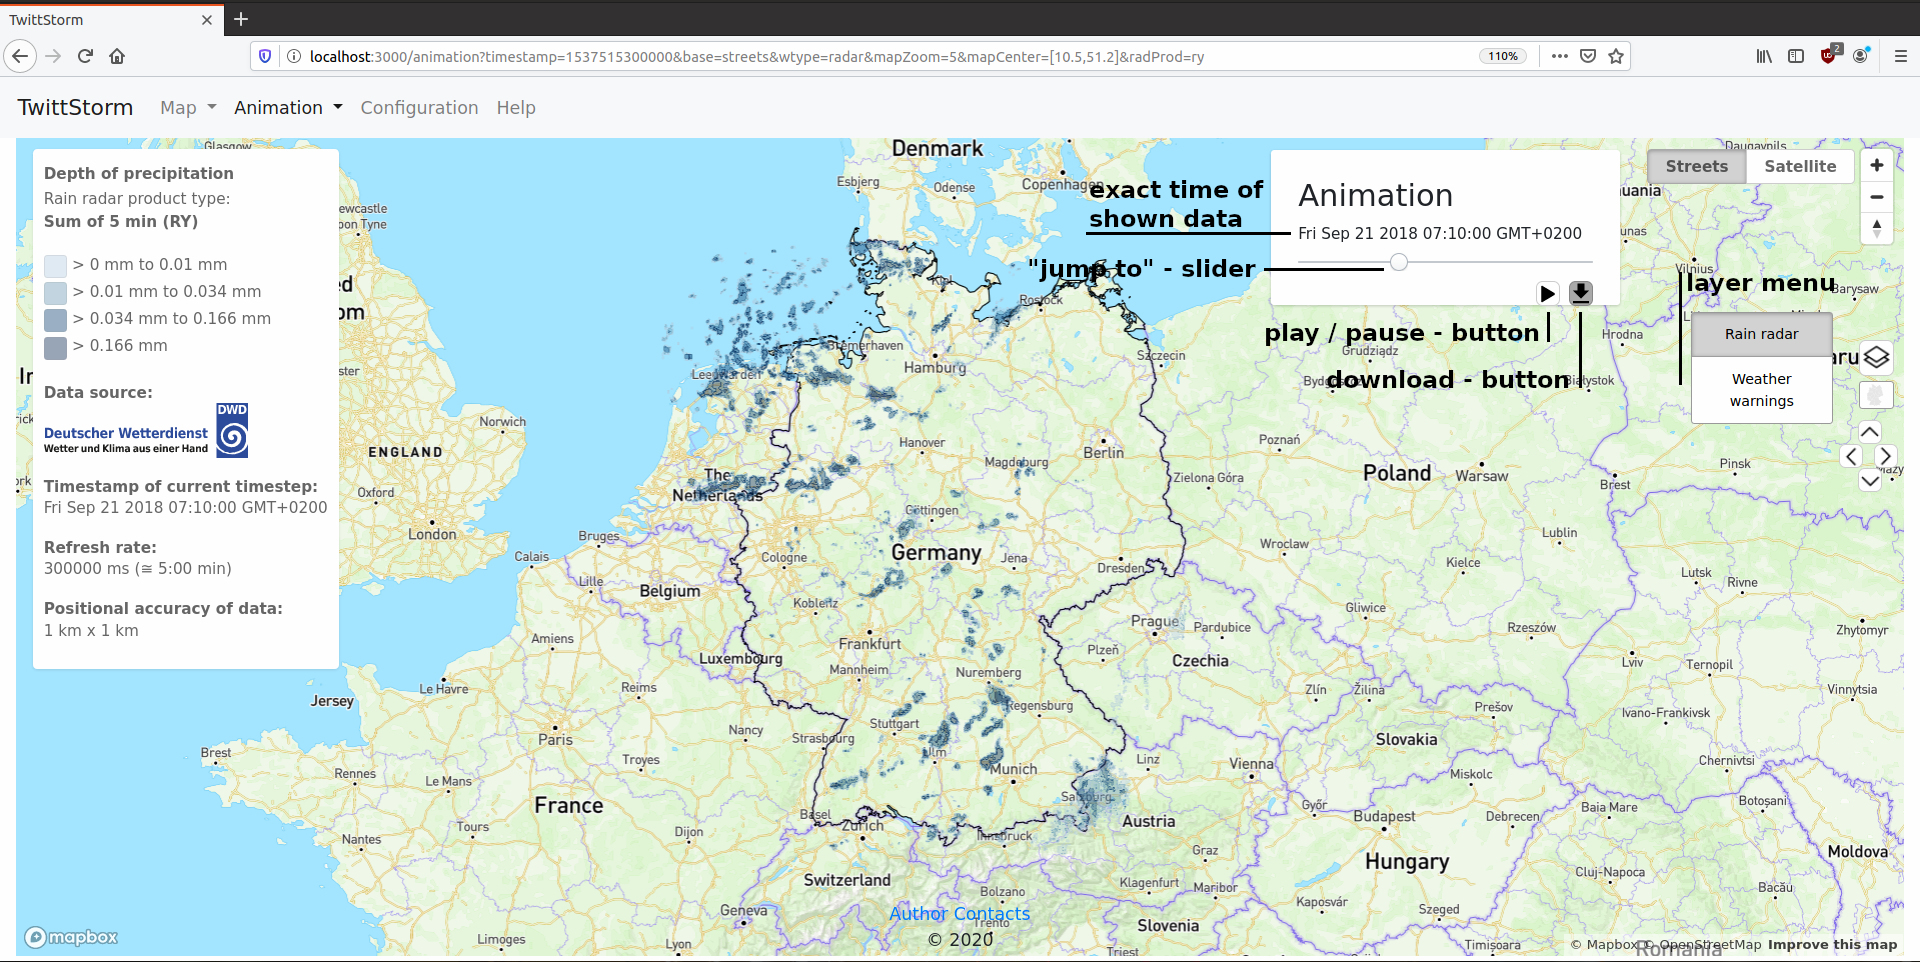 TwittStorm
localhost:3000/animation?timestamp=1537515300000&base=streets&wtype=radar&mapZoom=5&mapCenter=[10.5,51.2]&radProd=ry
110%
2
TwittStorm Map Animation Configuration Help
Depth of precipitation
Rain radar product type:
Sum of 5 min (RY)
> 0 mm to 0.01 mm
> 0.01 mm to 0.034 mm
> 0.034 mm to 0.166 mm
> 0.166 mm
Data source:
DWD
Deutscher Wetterdienst
Wetter und Klima aus einer Hand
Timestamp of current timestep:
Fri Sep 21 2018 07:10:00 GMT+0200
Refresh rate:
300000 ms (≅ 5:00 min)
Positional accuracy of data:
1 km x 1 km
exact time of
shown data
"jump to" - slider
play / pause - button
download - button
layer menu
Animation
Fri Sep 21 2018 07:10:00 GMT+0200
Streets Satellite
Rain radar
Weather
warnings
Glasgow
ewcastle
pon Tyne
Denmark
Esbjerg
Odense
Copenhagen
Daugavpils
uania
unas
Vilnius
Barysaw
Hrodna
aru
Kiel
Rostock
Bremerhaven
Hamburg
Leeuwarden
Szczecin
Grudziądz
Bydgoszcz
Białystok
Norwich
ENGLAND
Oxford
London
The
Netherlands
Hanover
Magdeburg
Berlin
Poznań
Zielona Góra
Poland
Warsaw
Brest
Pinsk
Göttingen
Germany
Cologne
Jena
Dresden
Wrocław
Lublin
Kielce
Lutsk
Rivne
Calais
Bruges
Lille
Belgium
Koblenz
Frankfurt
Mannheim
Luxembourg
Prague
Pardubice
Plzeň
Czechia
Gliwice
Rzeszów
Zhytomyr
Lviv
Ternopil
Vinnytsia
Amiens
Le Havre
Jersey
Reims
Nuremberg
Regensburg
Zlín
Žilina
Prešov
Ivano-Frankivsk
Brest
Paris
Nancy
Strasbourg
Stuttgart
Ulm
Munich
Linz
Vienna
Slovakia
Miskolc
Chernivtsi
Rennes
Le Mans
Troyes
France
Basel
Zurich
Salzburg
Innsbruck
Austria
Győr
Budapest
Debrecen
Baia Mare
Botoșani
Nantes
Tours
Dijon
Switzerland
Graz
Hungary
Moldova
Cluj-Napoca
Bacău
Geneva
Bolzano
Klagenfurt
Maribor
Kaposvár
Szeged
Trento
Slovenia
Limoges
Lyon
Triest
Timișoara
Romania
Author Contacts
© 2020
mapbox
© Mapbox © OpenStreetMap Improve this map